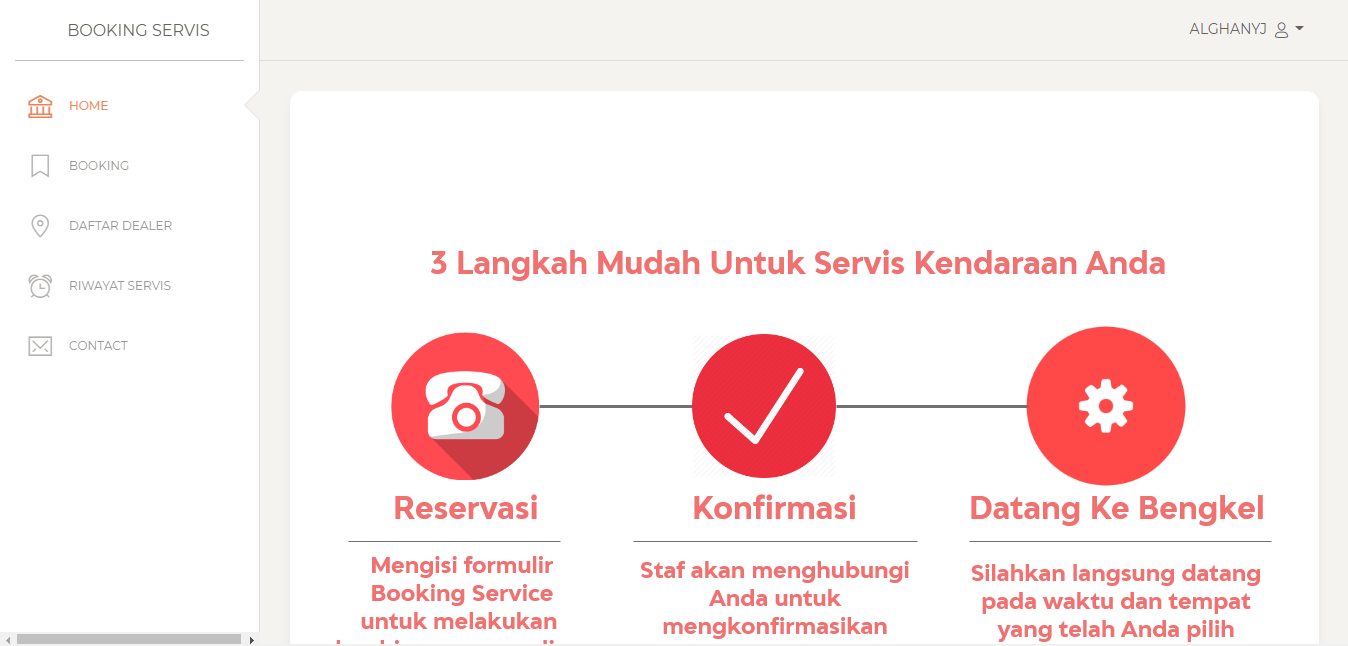 BOOKING SERVIS
ALGHANYJ
HOME
BOOKING
DAFTAR DEALER
RIWAYAT SERVIS
CONTACT
3 Langkah Mudah Untuk Servis Kendaraan Anda
Reservasi
Mengisi formulir
Booking Service
untuk melakukan
Konfirmasi
Staf akan menghubungi
Anda untuk
mengkonfirmasikan
Datang Ke Bengkel
Silahkan langsung datang
pada waktu dan tempat
yang telah Anda pilih